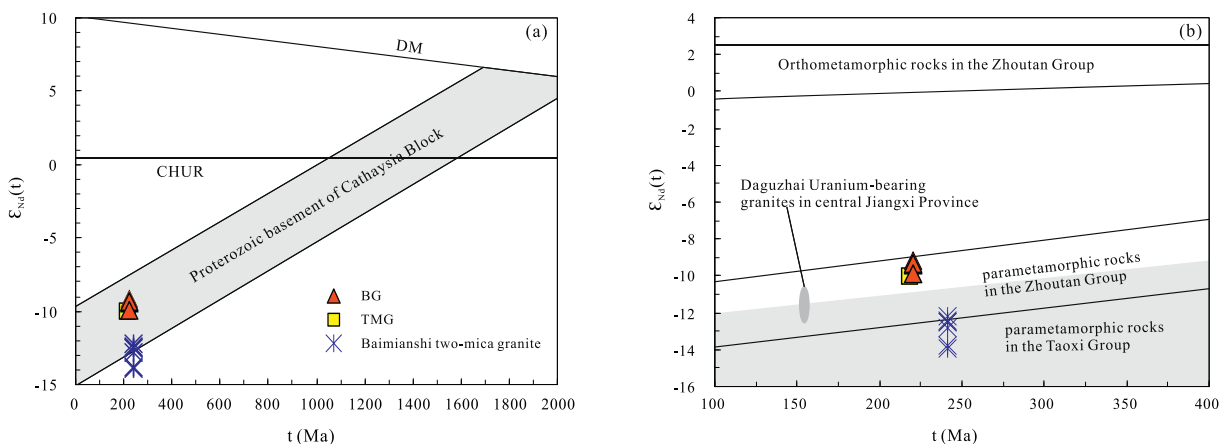 (a)
10
5
0
-5
-10
-15
εNd(t)
DM
CHUR
Proterozoic basement of Cathaysia Block
BG
TMG
Baimianshi two-mica granite
0 200 400 600 800 1000 1200 1400 1600 1800 2000
t (Ma)
(b)
4
2
0
-2
-4
-6
-8
-10
-12
-14
-16
εNd(t)
Orthometamorphic rocks in the Zhoutan Group
Daguzhai Uranium-bearing
granites in central Jiangxi Province
parametamorphic rocks
in the Zhoutan Group
parametamorphic rocks
in the Taoxi Group
100 150 200 250 300 350 400
t (Ma)